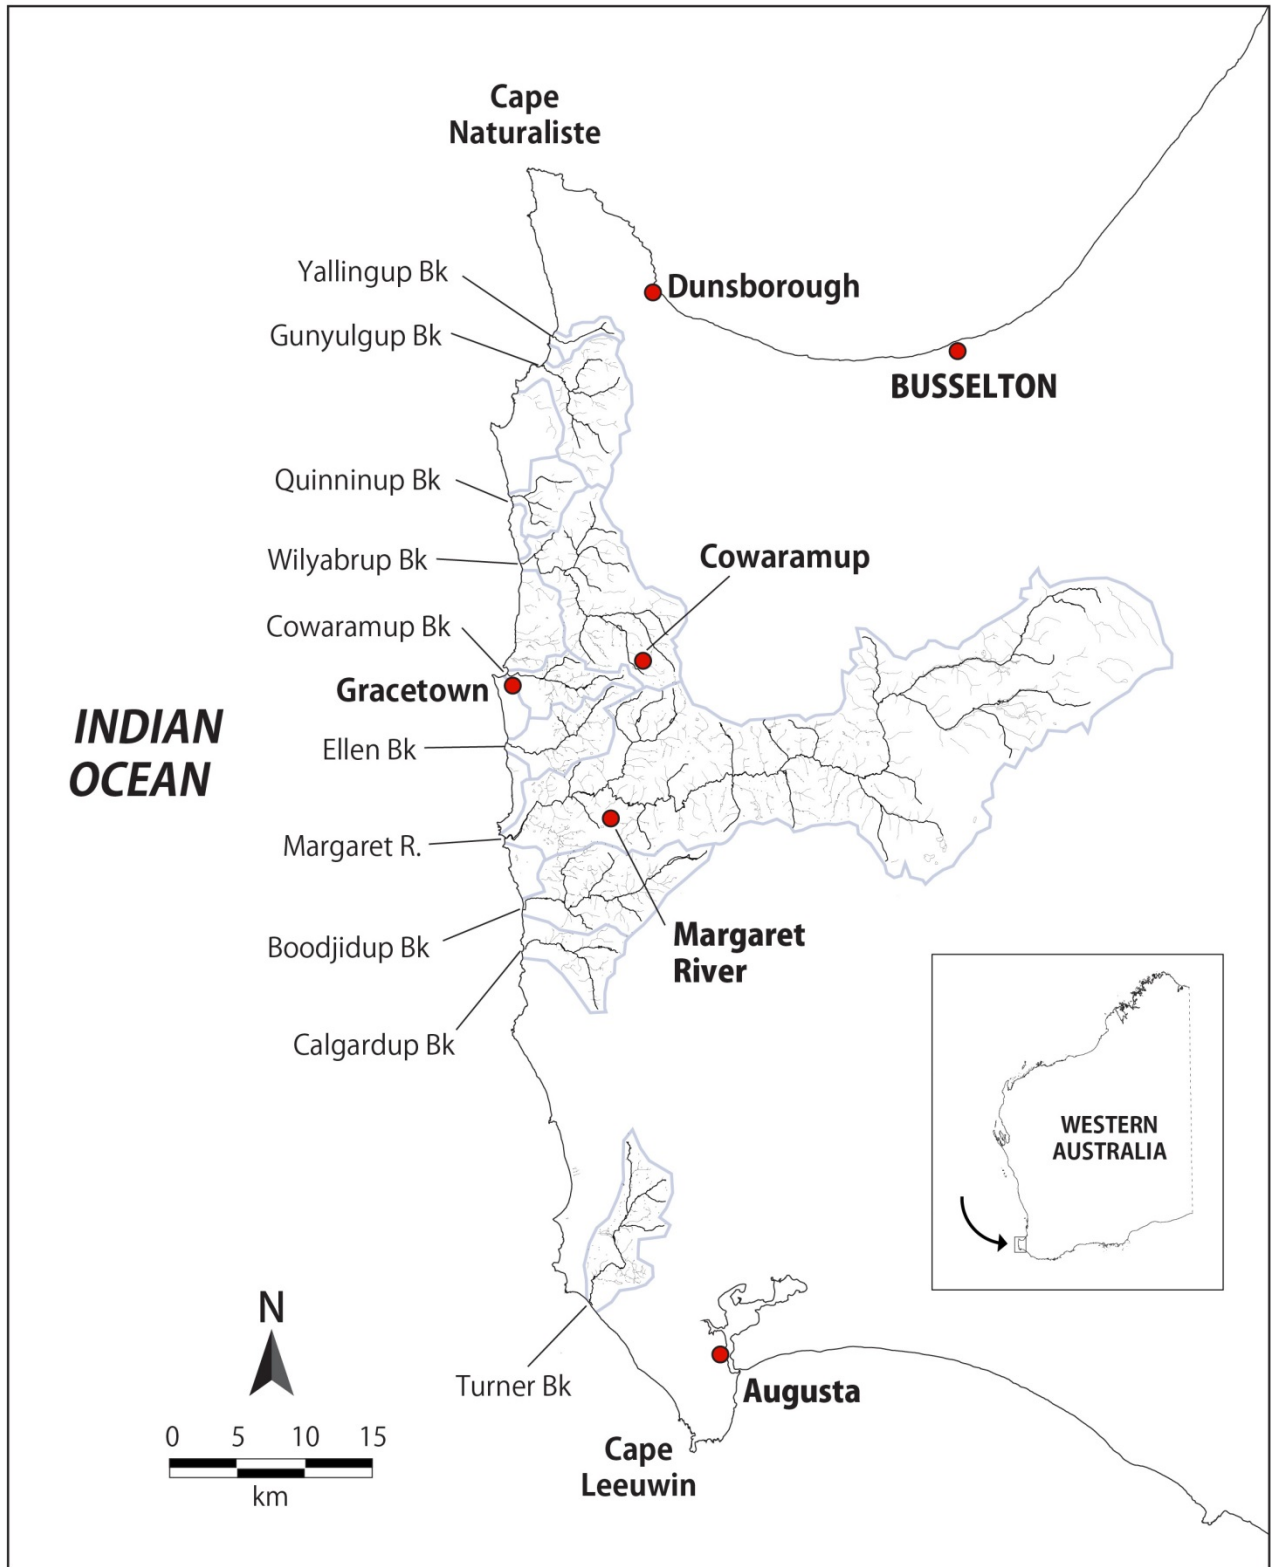 Cape
Naturaliste
Yallingup Bk
Dunsborough
Gunyulgup Bk
BUSSELTON
Quinninup Bk
Wilyabrup Bk
Cowaramup
Cowaramup Bk
Gracetown
INDIAN
OCEAN
Ellen Bk
Margaret R.
Margaret
River
Boodjidup Bk
Calgardup Bk
WESTERN
AUSTRALIA
N
Turner Bk
Augusta
0 5 10 15
km
Cape
Leeuwin